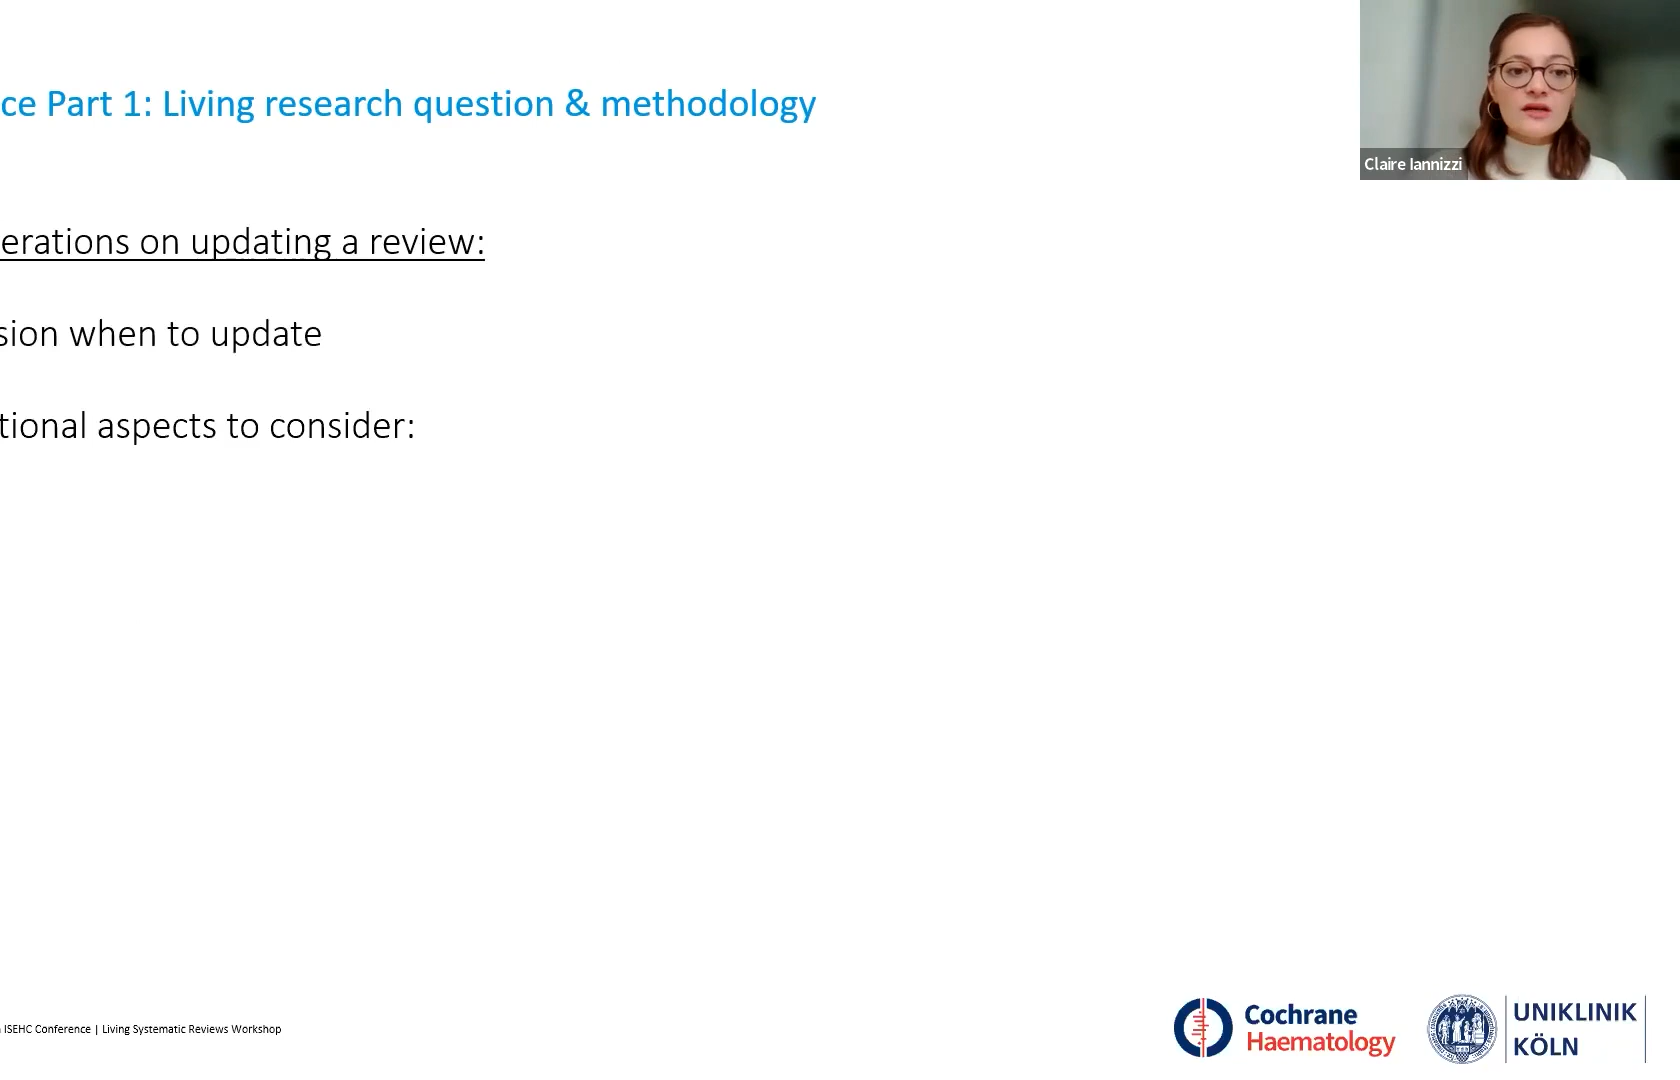 ce Part 1: Living research question & methodology
Claire Iannizzi
erations on updating a review:
sion when to update
tional aspects to consider:
ISEHC Conference | Living Systematic Reviews Workshop
Cochrane
Haematology
UNIKLINIK
KÖLN